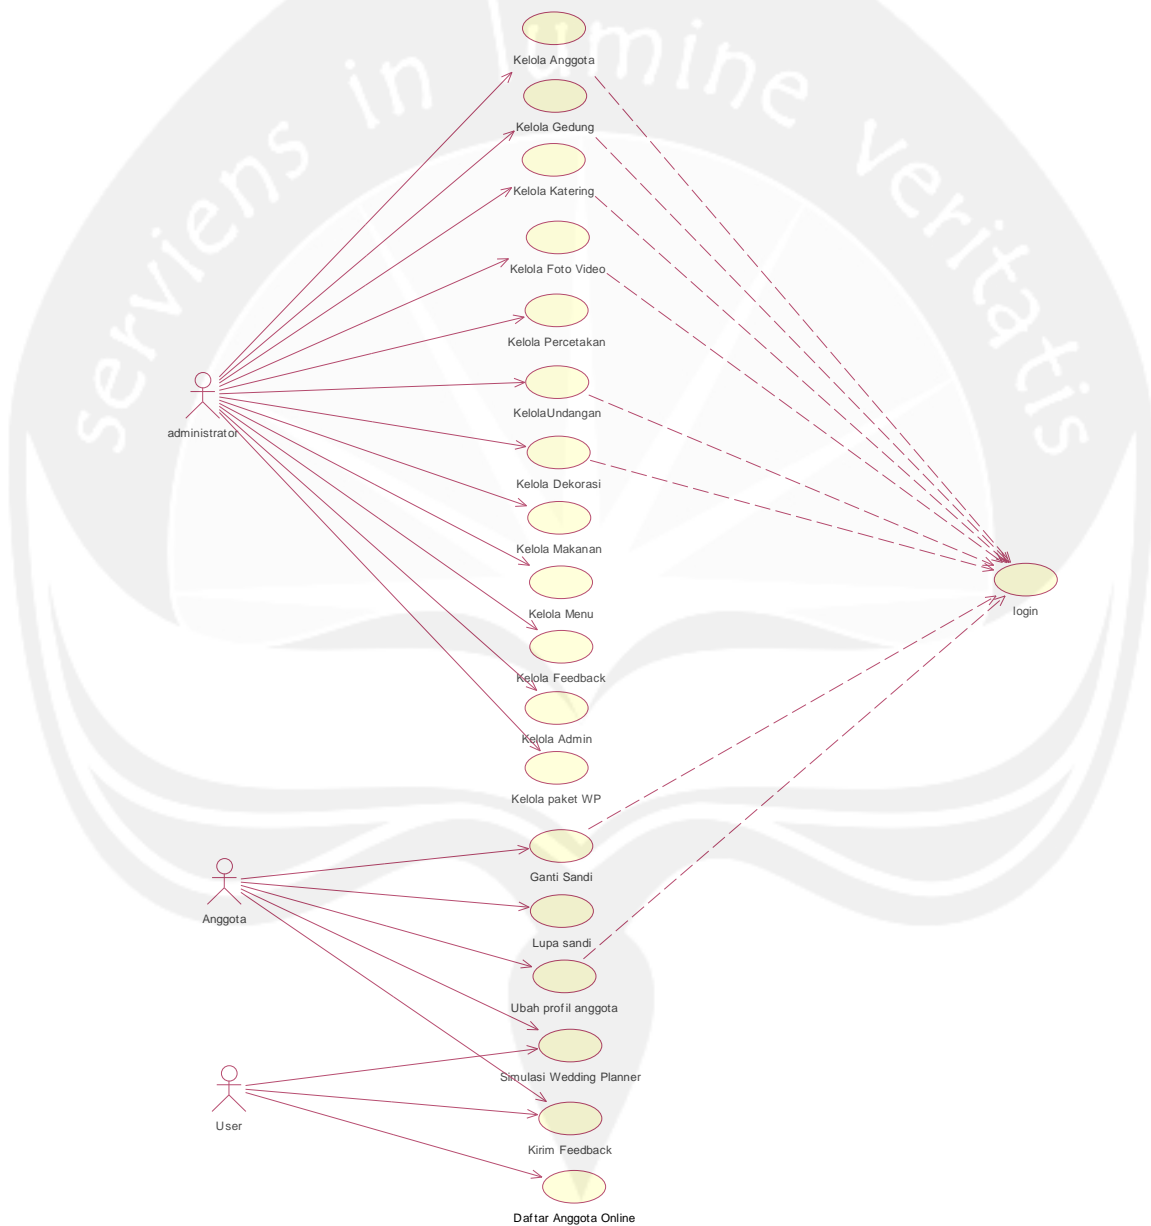 serviens in lumine veritatis
Kelola Anggota
Kelola Gedung
Kelola Katering
Kelola Foto Video
Kelola Percetakan
administrator
KelolaUndangan
Kelola Dekorasi
Kelola Makanan
Kelola Menu
login
Kelola Feedback
Kelola Admin
Kelola paket WP
Ganti Sandi
Anggota
Lupa sandi
Ubah profil anggota
Simulasi Wedding Planner
User
Kirim Feedback
Daftar Anggota Online